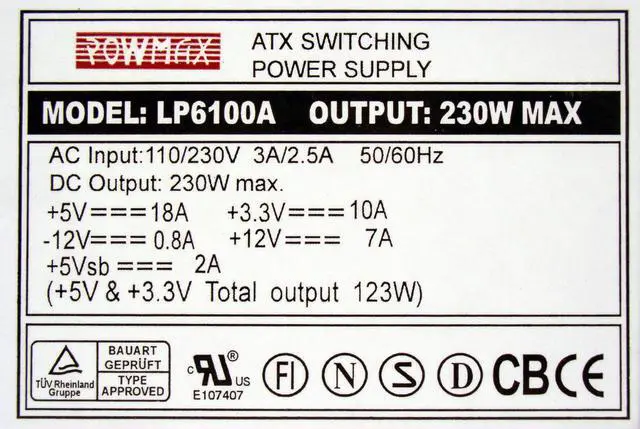 POWMAX
ATX SWITCHING
POWER SUPPLY
MODEL: LP6100A OUTPUT: 230W MAX
AC Input:110/230V 3A/2.5A 50/60Hz
DC Output: 230W max.
+5V===18A +3.3V===10A
-12V=== 0.8A +12V=== 7A
+5Vsb === 2A
(+5V & +3.3V Total output 123W)
TÜV Rheinland
Gruppe
BAUART
GEPRÜFT
TYPE
APPROVED
c RU ® US
E107407
FI N S D CB CE